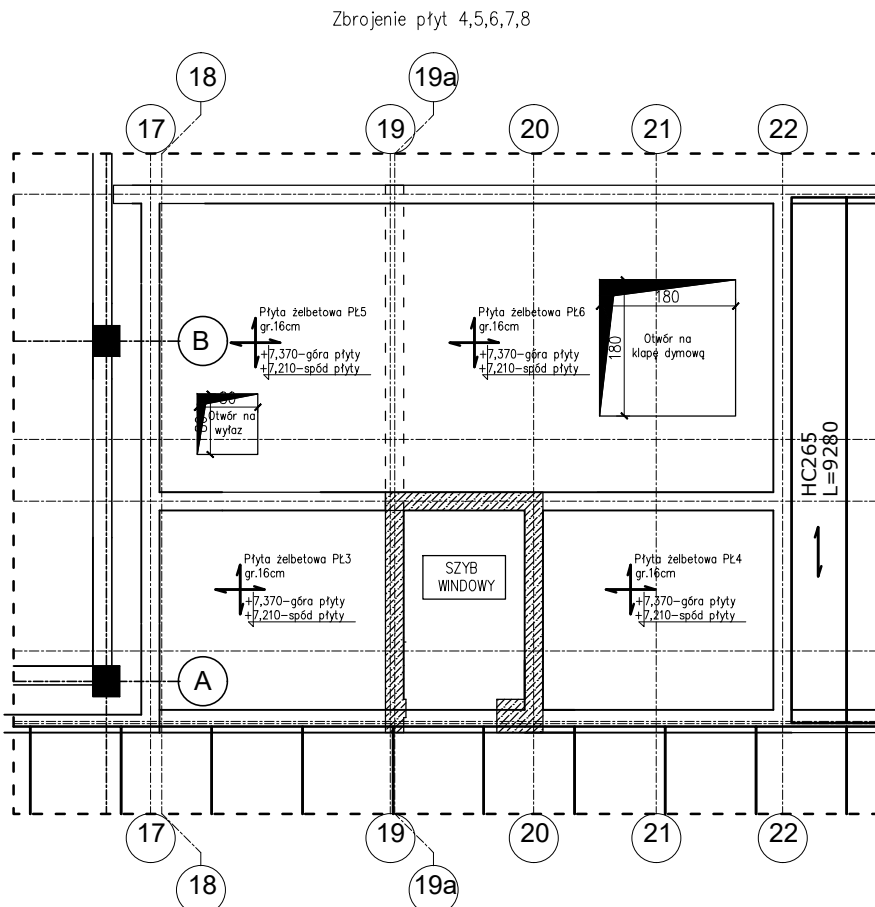 Zbrojenie płyt 4,5,6,7,8
18
19a
17
19
20
21
22
Płyta żelbetowa PŁ5
gr.16cm
+7,370-góra płyty
+7,210-spód płyty
Płyta żelbetowa PŁ6
gr.16cm
+7,370-góra płyty
+7,210-spód płyty
180
180
Otwór na
klapę dymową
B
80
80
Otwór na
wyłaz
HC265
L=9280
Płyta żelbetowa PŁ3
gr.16cm
+7,370-góra płyty
+7,210-spód płyty
SZYB
WINDOWY
Płyta żelbetowa PŁ4
gr.16cm
+7,370-góra płyty
+7,210-spód płyty
A
17
19
20
21
22
18
19a